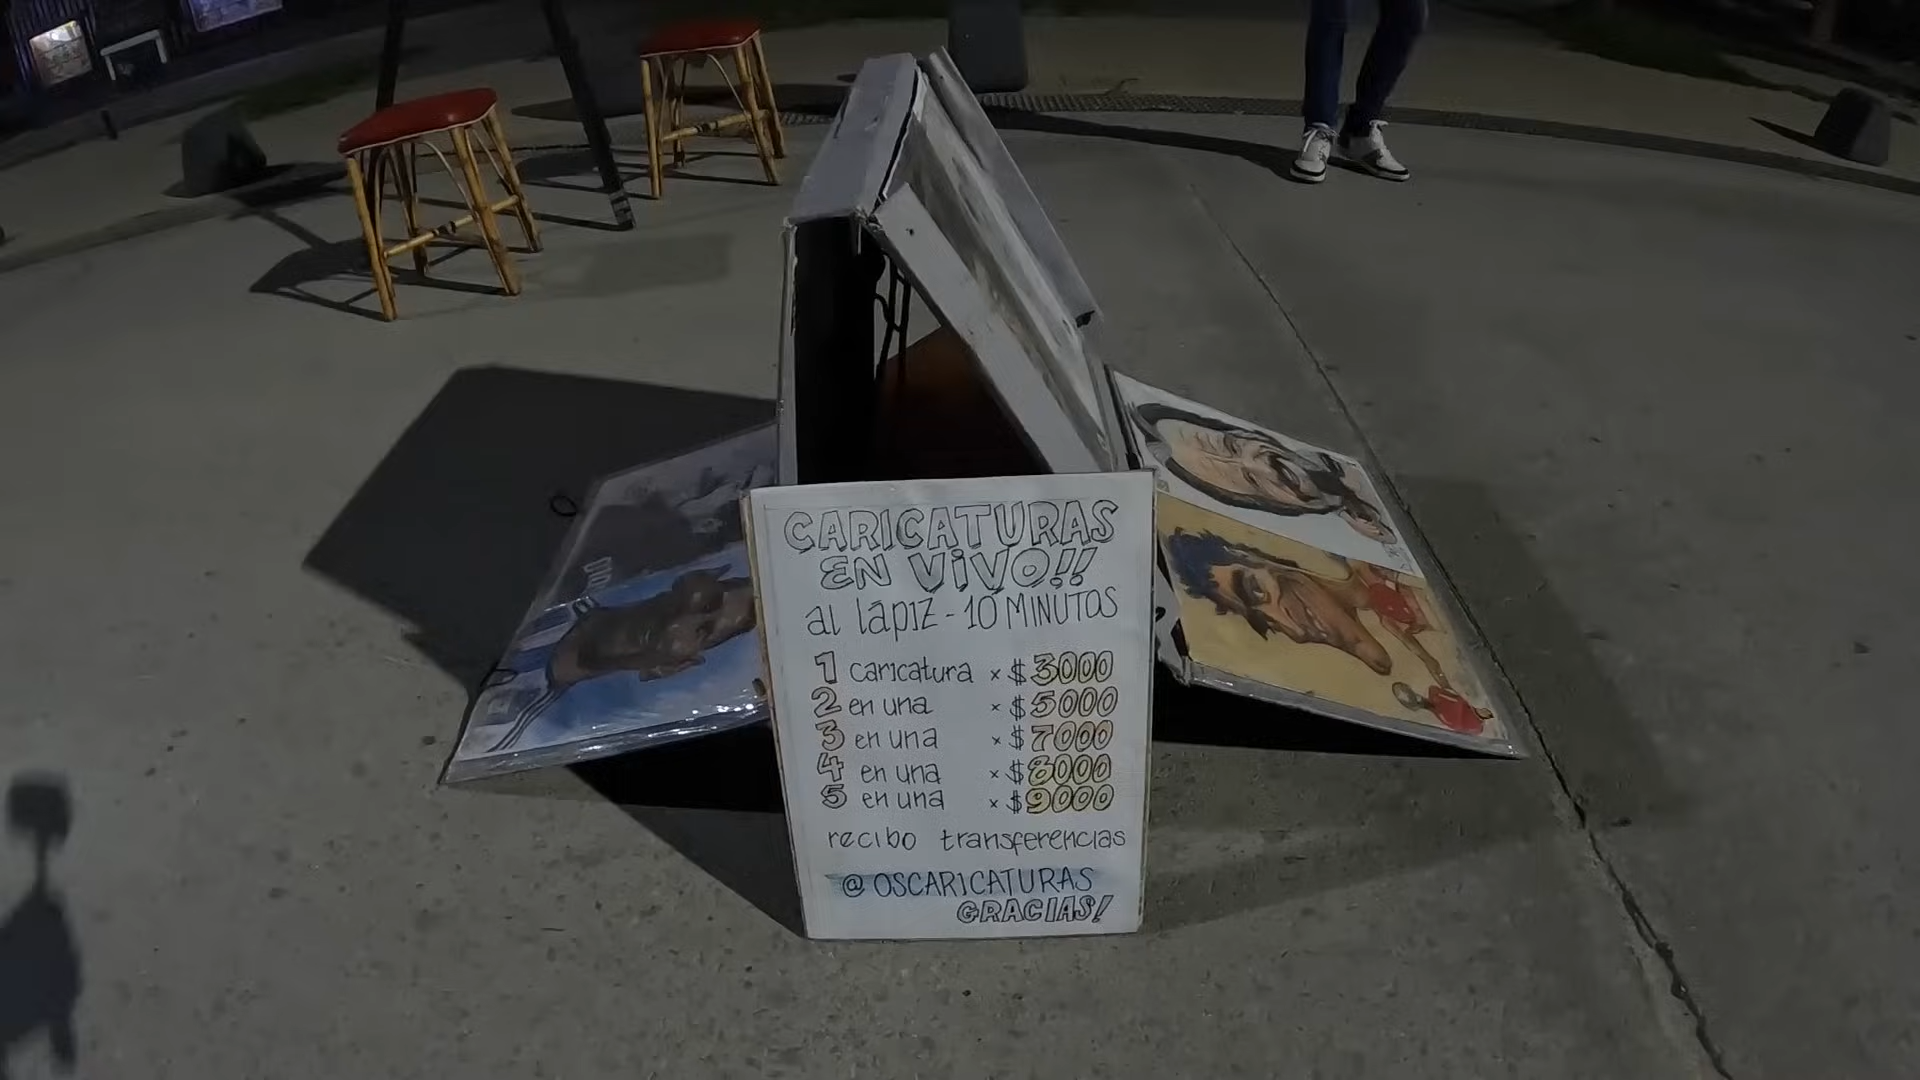 CARICATURAS
EN ViVO!!
al lápiz - 10 MINUTOS
1 caricatura x $3000
2 en una x $5000
3 en una x $7000
4 en una x $8000
5 en una x $9000
recibo transferencias
@OSCARICATURAS
GRACIAS!